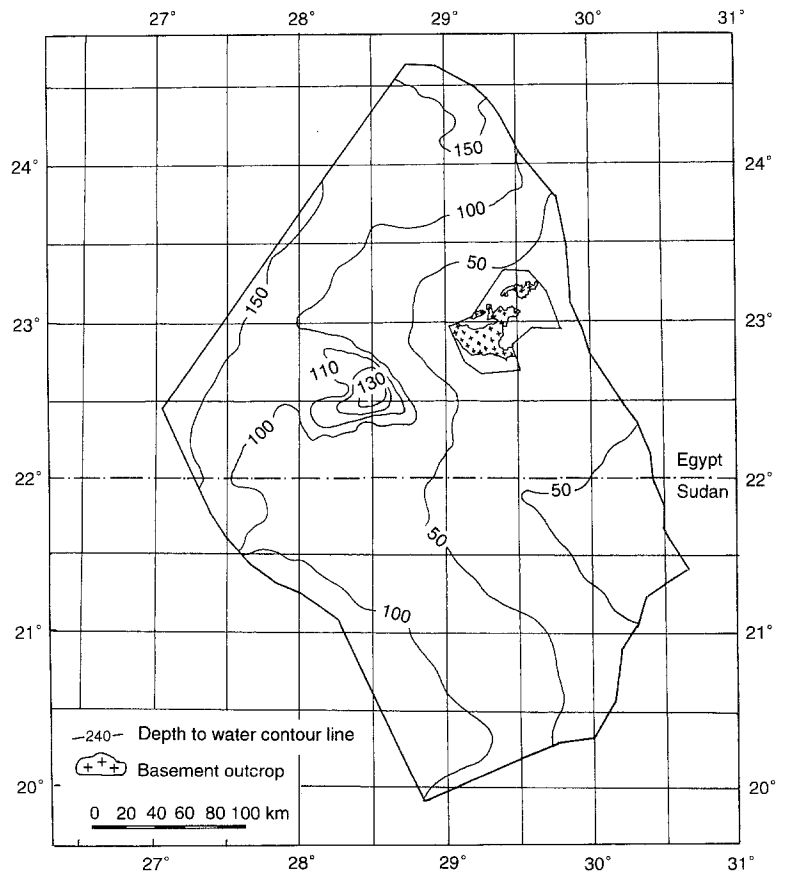 27° 28° 29° 30° 31°
24° 24°
150
100
50
150
23° 23°
110
130
100
Egypt
22° 22°
Sudan
50
50
100
21° 21°
-240- Depth to water contour line
Basement outcrop
20° 20°
0 20 40 60 80 100 km
27° 28° 29° 30° 31°